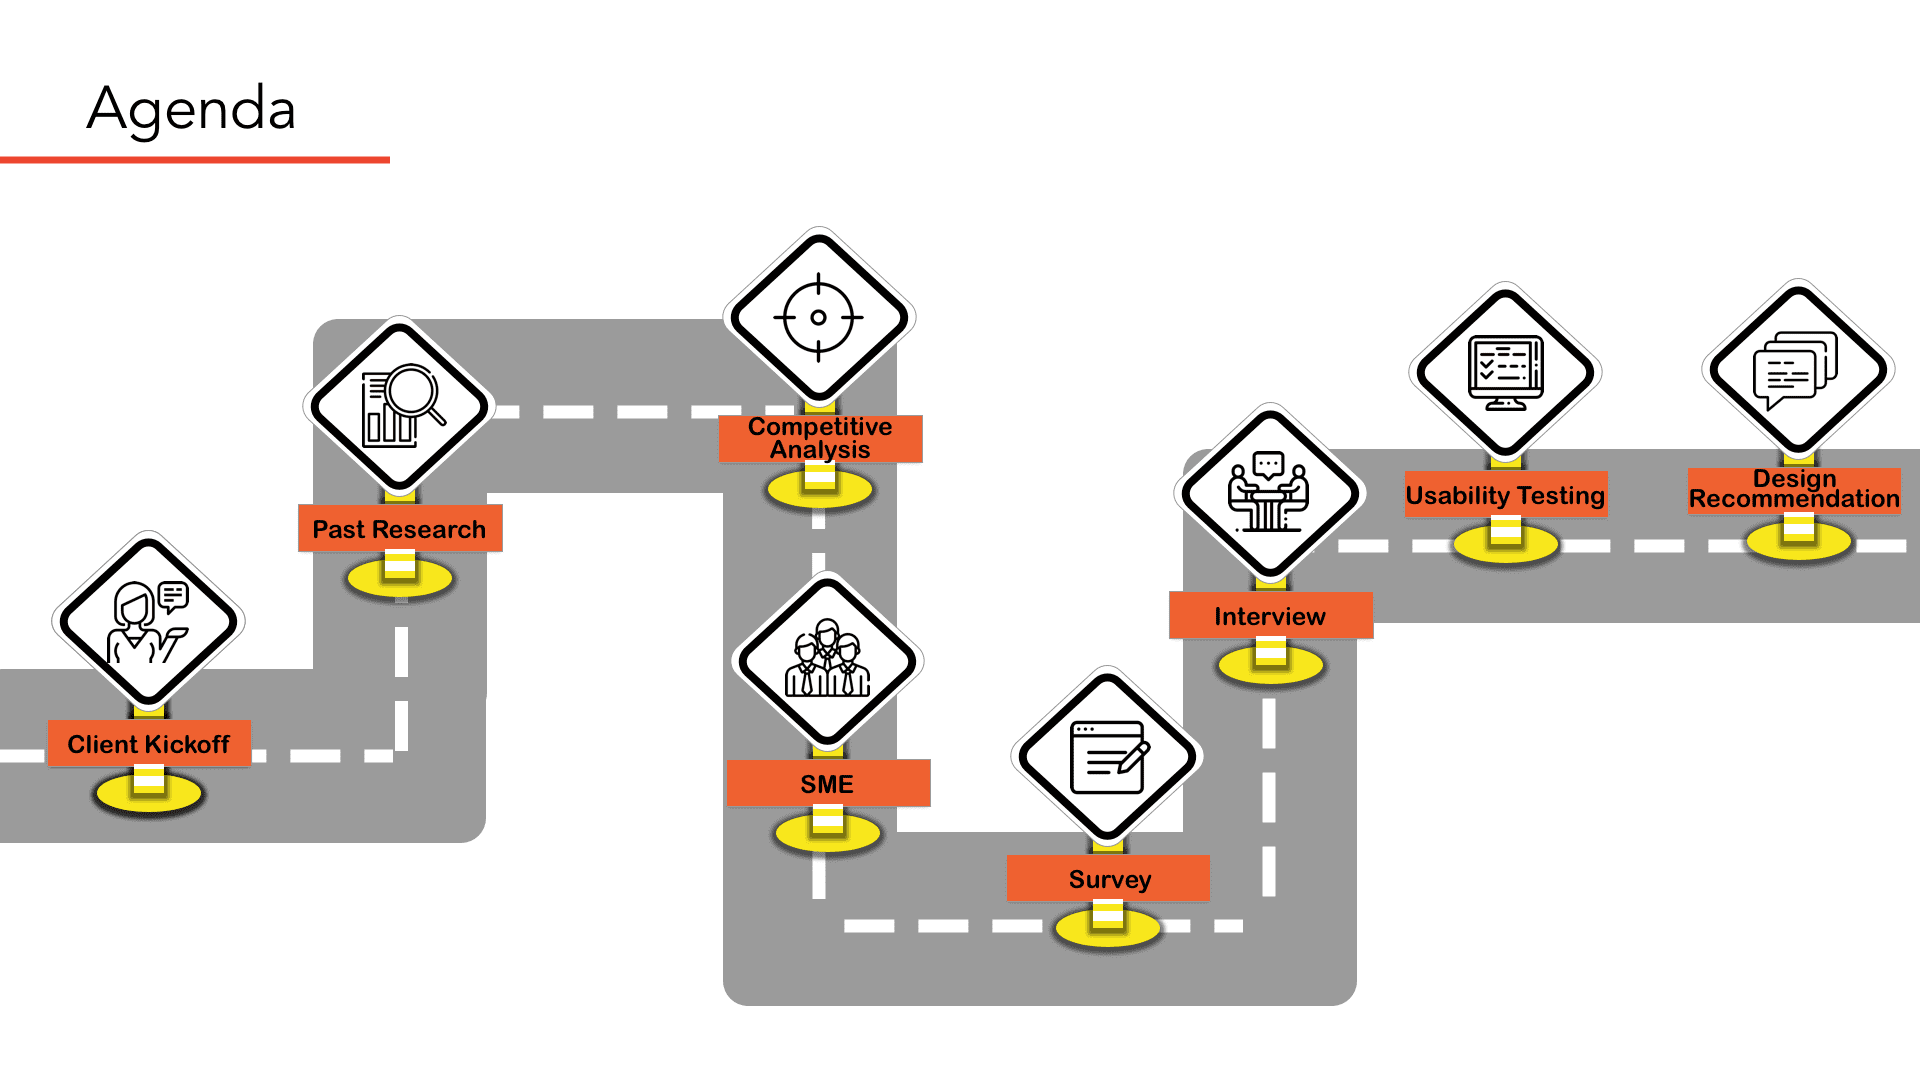 Agenda
Client Kickoff
Past Research
Competitive
Analysis
SME
Survey
Interview
Usability Testing
Design
Recommendation